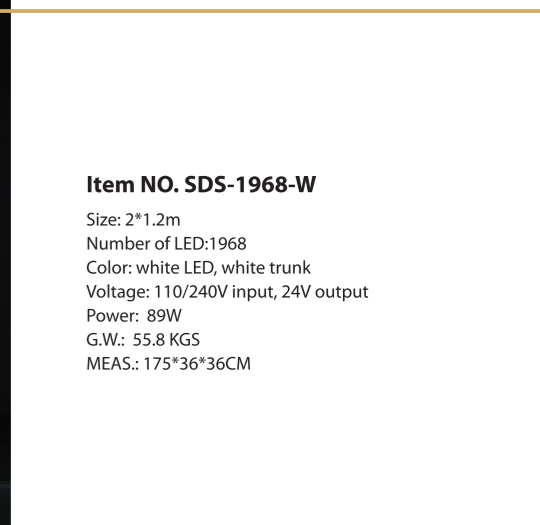 Item NO. SDS-1968-W
Size: 2*1.2m
Number of LED:1968
Color: white LED, white trunk
Voltage: 110/240V input, 24V output
Power:  89W
G.W.:  55.8 KGS
MEAS.: 175*36*36CM